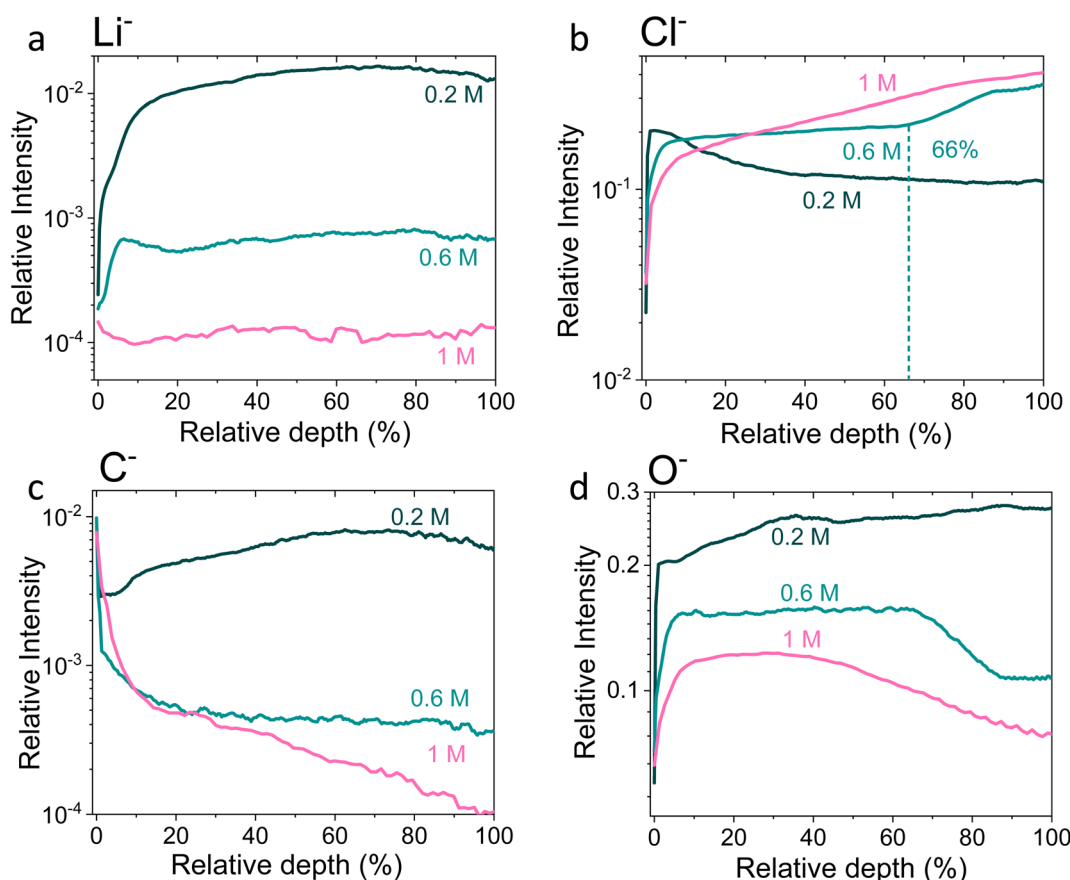 a Li⁻
Relative Intensity
10⁻²
10⁻³
10⁻⁴
0.2 M
0.6 M
1 M
0 20 40 60 80 100
Relative depth (%)
b Cl⁻
Relative Intensity
10⁻¹
10⁻²
1 M
0.6 M 66%
0.2 M
0 20 40 60 80 100
Relative depth (%)
c C⁻
Relative Intensity
10⁻²
10⁻³
10⁻⁴
0.2 M
0.6 M
1 M
0 20 40 60 80 100
Relative depth (%)
d O⁻
Relative Intensity
0.3
0.2
0.1
0.2 M
0.6 M
1 M
0 20 40 60 80 100
Relative depth (%)